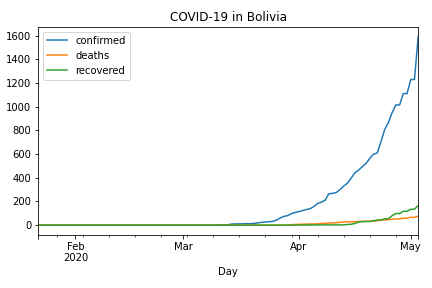 COVID-19 in Bolivia
confirmed
deaths
recovered
1600
1400
1200
1000
800
600
400
200
0
Feb
2020
Mar
Apr
May
Day